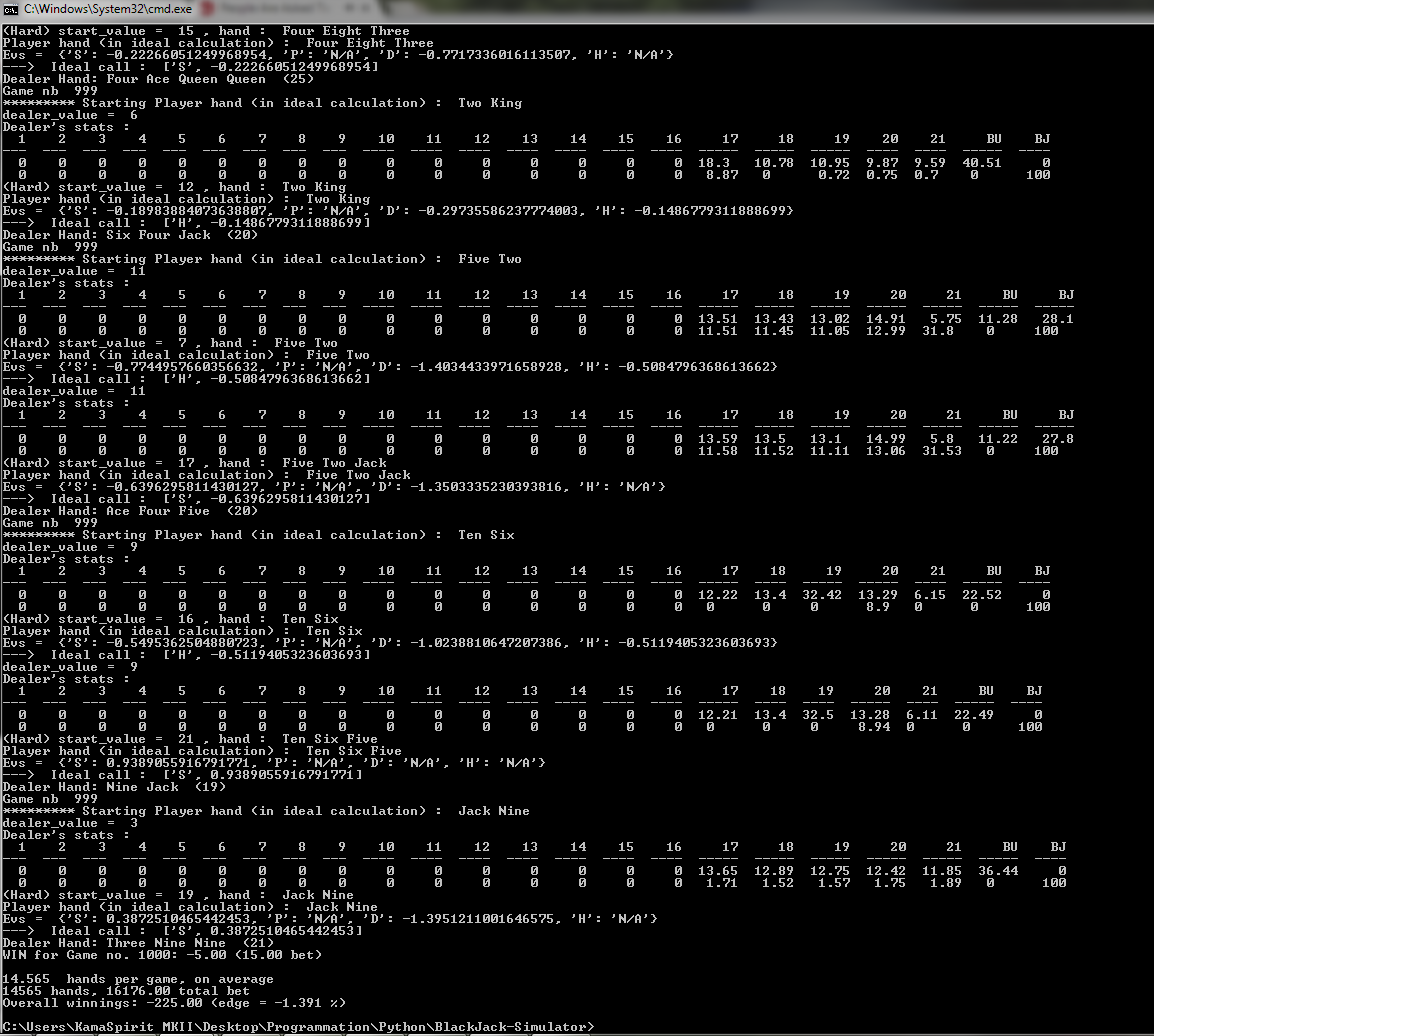 C:\Windows\System32\cmd.exe
(Hard) start_value =  15 , hand :  Four Eight Three
Player hand (in ideal calculation) :  Four Eight Three
Evs =  {'S': -0.22266051249968954, 'P': 'N/A', 'D': -0.7717336016113507, 'H': 'N/A'}
--->  Ideal call :  ['S', -0.22266051249968954]
Dealer Hand: Four Ace Queen Queen  (25)
Game nb  999
********* Starting Player hand (in ideal calculation) :  Two King
dealer_value =  6
Dealer's stats :
1 2 3 4 5 6 7 8 9 10 11 12 13 14 15 16 17 18 19 20 21 BU BJ
--- --- --- --- --- --- --- --- --- ---- ---- ---- ---- ---- ---- ---- ----- ----- ----- ---- ---- ----- ----
0 0 0 0 0 0 0 0 0 0 0 0 0 0 0 0 18.3 10.78 10.95 9.87 9.59 40.51 0
0 0 0 0 0 0 0 0 0 0 0 0 0 0 0 0 8.87 0 0.72 0.75 0.7 0 100
(Hard) start_value =  12 , hand :  Two King
Player hand (in ideal calculation) :  Two King
Evs =  {'S': -0.18983884073638807, 'P': 'N/A', 'D': -0.29735586237774003, 'H': -0.1486779311888699}
--->  Ideal call :  ['H', -0.1486779311888699]
Dealer Hand: Six Four Jack  (20)
Game nb  999
********* Starting Player hand (in ideal calculation) :  Five Two
dealer_value =  11
Dealer's stats :
1 2 3 4 5 6 7 8 9 10 11 12 13 14 15 16 17 18 19 20 21 BU BJ
--- --- --- --- --- --- --- --- --- ---- ---- ---- ---- ---- ---- ---- ----- ----- ----- ----- ----- ----- -----
0 0 0 0 0 0 0 0 0 0 0 0 0 0 0 0 13.51 13.43 13.02 14.91 5.75 11.28 28.1
0 0 0 0 0 0 0 0 0 0 0 0 0 0 0 0 11.51 11.45 11.05 12.99 31.8 0 100
(Hard) start_value =  7 , hand :  Five Two
Player hand (in ideal calculation) :  Five Two
Evs =  {'S': -0.7744957660356632, 'P': 'N/A', 'D': -1.4034433971658928, 'H': -0.5084796368613662}
--->  Ideal call :  ['H', -0.5084796368613662]
dealer_value =  11
Dealer's stats :
1 2 3 4 5 6 7 8 9 10 11 12 13 14 15 16 17 18 19 20 21 BU BJ
--- --- --- --- --- --- --- --- --- ---- ---- ---- ---- ---- ---- ---- ----- ----- ----- ----- ----- ----- -----
0 0 0 0 0 0 0 0 0 0 0 0 0 0 0 0 13.59 13.5 13.1 14.99 5.8 11.22 27.8
0 0 0 0 0 0 0 0 0 0 0 0 0 0 0 0 11.58 11.52 11.11 13.06 31.53 0 100
(Hard) start_value =  17 , hand :  Five Two Jack
Player hand (in ideal calculation) :  Five Two Jack
Evs =  {'S': -0.6396295811430127, 'P': 'N/A', 'D': -1.3503335230393816, 'H': 'N/A'}
--->  Ideal call :  ['S', -0.6396295811430127]
Dealer Hand: Ace Four Five  (20)
Game nb  999
********* Starting Player hand (in ideal calculation) :  Ten Six
dealer_value =  9
Dealer's stats :
1 2 3 4 5 6 7 8 9 10 11 12 13 14 15 16 17 18 19 20 21 BU BJ
--- --- --- --- --- --- --- --- --- ---- ---- ---- ---- ---- ---- ---- ----- ---- ----- ----- ---- ----- ----
0 0 0 0 0 0 0 0 0 0 0 0 0 0 0 0 12.22 13.4 32.42 13.29 6.15 22.52 0
0 0 0 0 0 0 0 0 0 0 0 0 0 0 0 0 0 0 0 8.9 0 0 100
(Hard) start_value =  16 , hand :  Ten Six
Player hand (in ideal calculation) :  Ten Six
Evs =  {'S': -0.5495362504880723, 'P': 'N/A', 'D': -1.0238810647207386, 'H': -0.5119405323603693}
--->  Ideal call :  ['H', -0.5119405323603693]
dealer_value =  9
Dealer's stats :
1 2 3 4 5 6 7 8 9 10 11 12 13 14 15 16 17 18 19 20 21 BU BJ
--- --- --- --- --- --- --- --- --- ---- ---- ---- ---- ---- ---- ---- ----- ---- ---- ----- ---- ----- ----
0 0 0 0 0 0 0 0 0 0 0 0 0 0 0 0 12.21 13.4 32.5 13.28 6.11 22.49 0
0 0 0 0 0 0 0 0 0 0 0 0 0 0 0 0 0 0 0 8.94 0 0 100
(Hard) start_value =  21 , hand :  Ten Six Five
Player hand (in ideal calculation) :  Ten Six Five
Evs =  {'S': 0.9389055916791771, 'P': 'N/A', 'D': 'N/A', 'H': 'N/A'}
--->  Ideal call :  ['S', 0.9389055916791771]
Dealer Hand: Nine Jack  (19)
Game nb  999
********* Starting Player hand (in ideal calculation) :  Jack Nine
dealer_value =  3
Dealer's stats :
1 2 3 4 5 6 7 8 9 10 11 12 13 14 15 16 17 18 19 20 21 BU BJ
--- --- --- --- --- --- --- --- --- ---- ---- ---- ---- ---- ---- ---- ----- ----- ----- ----- ----- ----- ----
0 0 0 0 0 0 0 0 0 0 0 0 0 0 0 0 13.65 12.89 12.75 12.42 11.85 36.44 0
0 0 0 0 0 0 0 0 0 0 0 0 0 0 0 0 1.71 1.52 1.57 1.75 1.89 0 100
(Hard) start_value =  19 , hand :  Jack Nine
Player hand (in ideal calculation) :  Jack Nine
Evs =  {'S': 0.3872510465442453, 'P': 'N/A', 'D': -1.3951211001646575, 'H': 'N/A'}
--->  Ideal call :  ['S', 0.3872510465442453]
Dealer Hand: Three Nine Nine  (21)
WIN for Game no. 1000: -5.00 (15.00 bet)
14.565  hands per game, on average
14565 hands, 16176.00 total bet
Overall winnings: -225.00 (edge = -1.391 %)
C:\Users\KamaSpirit MKII\Desktop\Programmation\Python\BlackJack-Simulator>